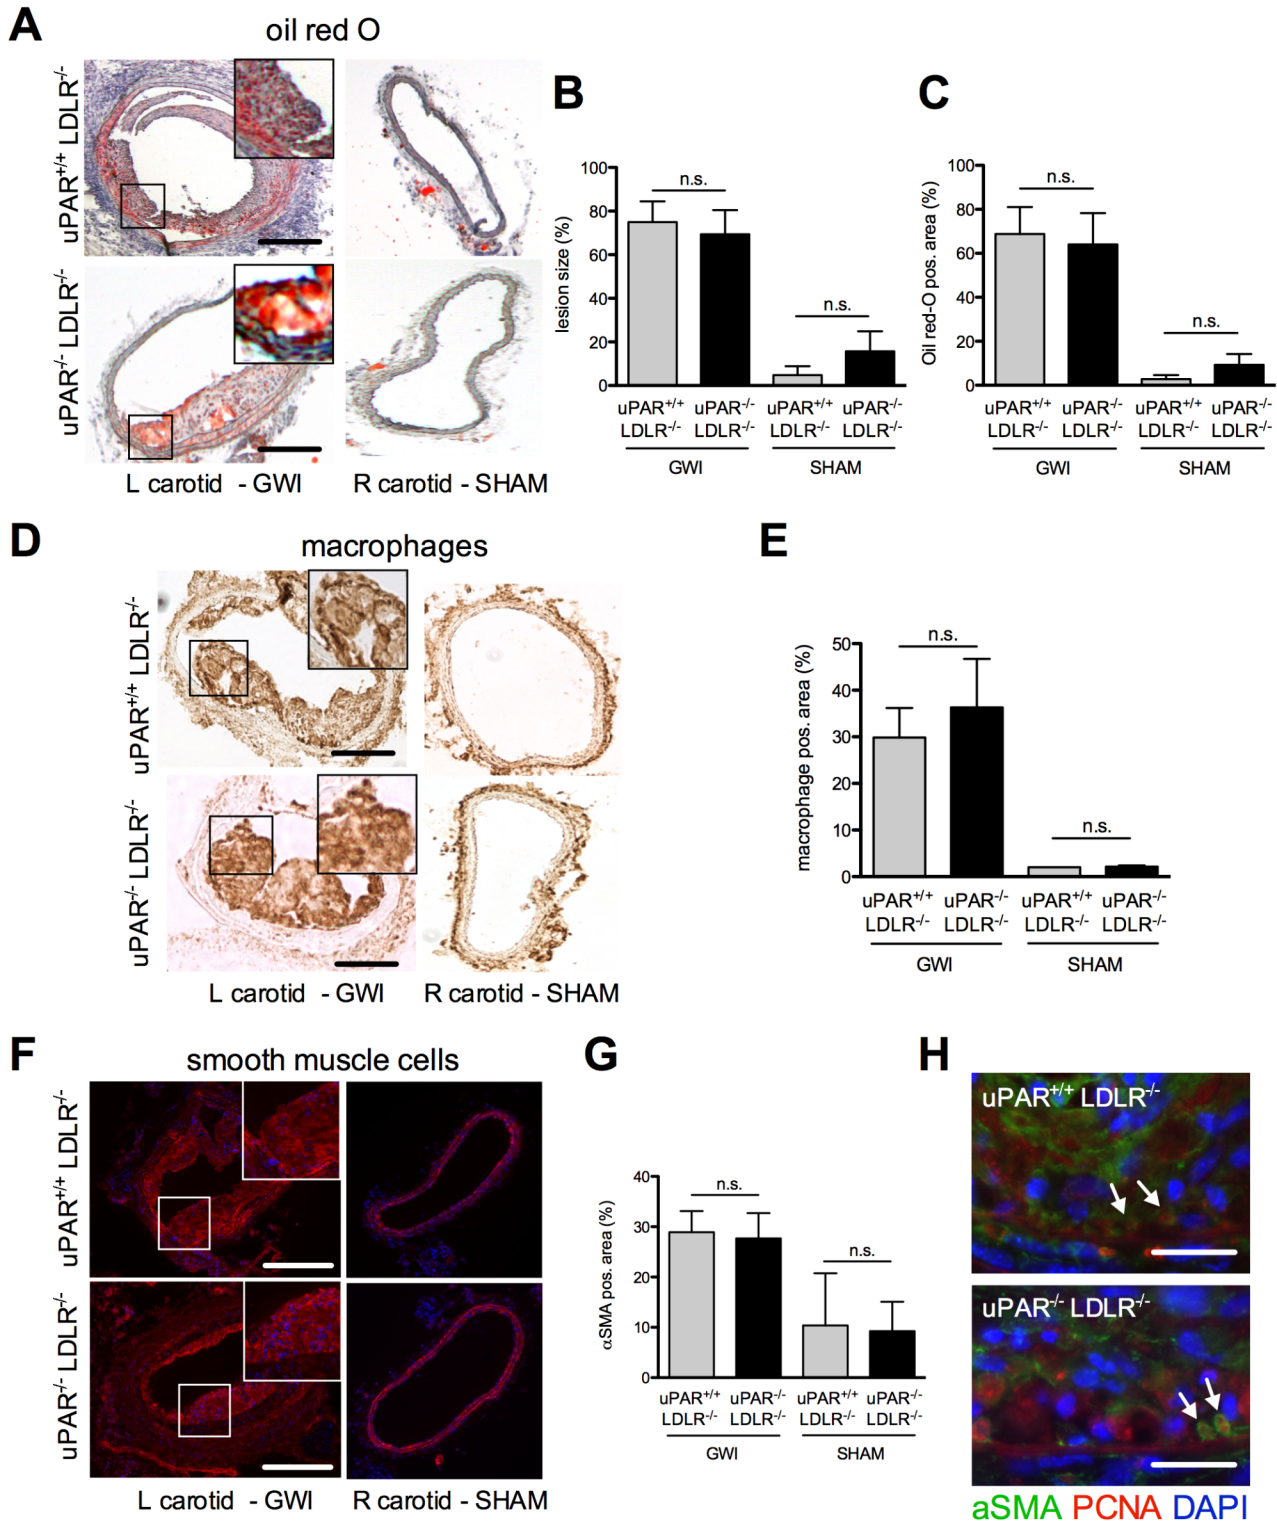 A
oil red O
uPAR+/+ LDLR-/-
uPAR-/- LDLR-/-
L carotid - GWI
R carotid - SHAM
B
lesion size (%)
100
80
60
40
20
0
n.s.
n.s.
uPAR+/+ uPAR-/- uPAR+/+ uPAR-/-
LDLR-/- LDLR-/- LDLR-/- LDLR-/-
GWI
SHAM
C
Oil red-O pos. area (%)
100
80
60
40
20
0
n.s.
n.s.
uPAR+/+ uPAR-/- uPAR+/+ uPAR-/-
LDLR-/- LDLR-/- LDLR-/- LDLR-/-
GWI
SHAM
D
macrophages
uPAR+/+ LDLR-/-
uPAR-/- LDLR-/-
L carotid - GWI
R carotid - SHAM
E
macrophage pos. area (%)
50
40
30
20
10
0
n.s.
n.s.
uPAR+/+ uPAR-/- uPAR+/+ uPAR-/-
LDLR-/- LDLR-/- LDLR-/- LDLR-/-
GWI
SHAM
F
smooth muscle cells
uPAR+/+ LDLR-/-
uPAR-/- LDLR-/-
L carotid - GWI
R carotid - SHAM
G
αSMA pos. area (%)
40
30
20
10
0
n.s.
n.s.
uPAR+/+ uPAR-/- uPAR+/+ uPAR-/-
LDLR-/- LDLR-/- LDLR-/- LDLR-/-
GWI
SHAM
H
uPAR+/+ LDLR-/-
uPAR-/- LDLR-/-
aSMA PCNA DAPI